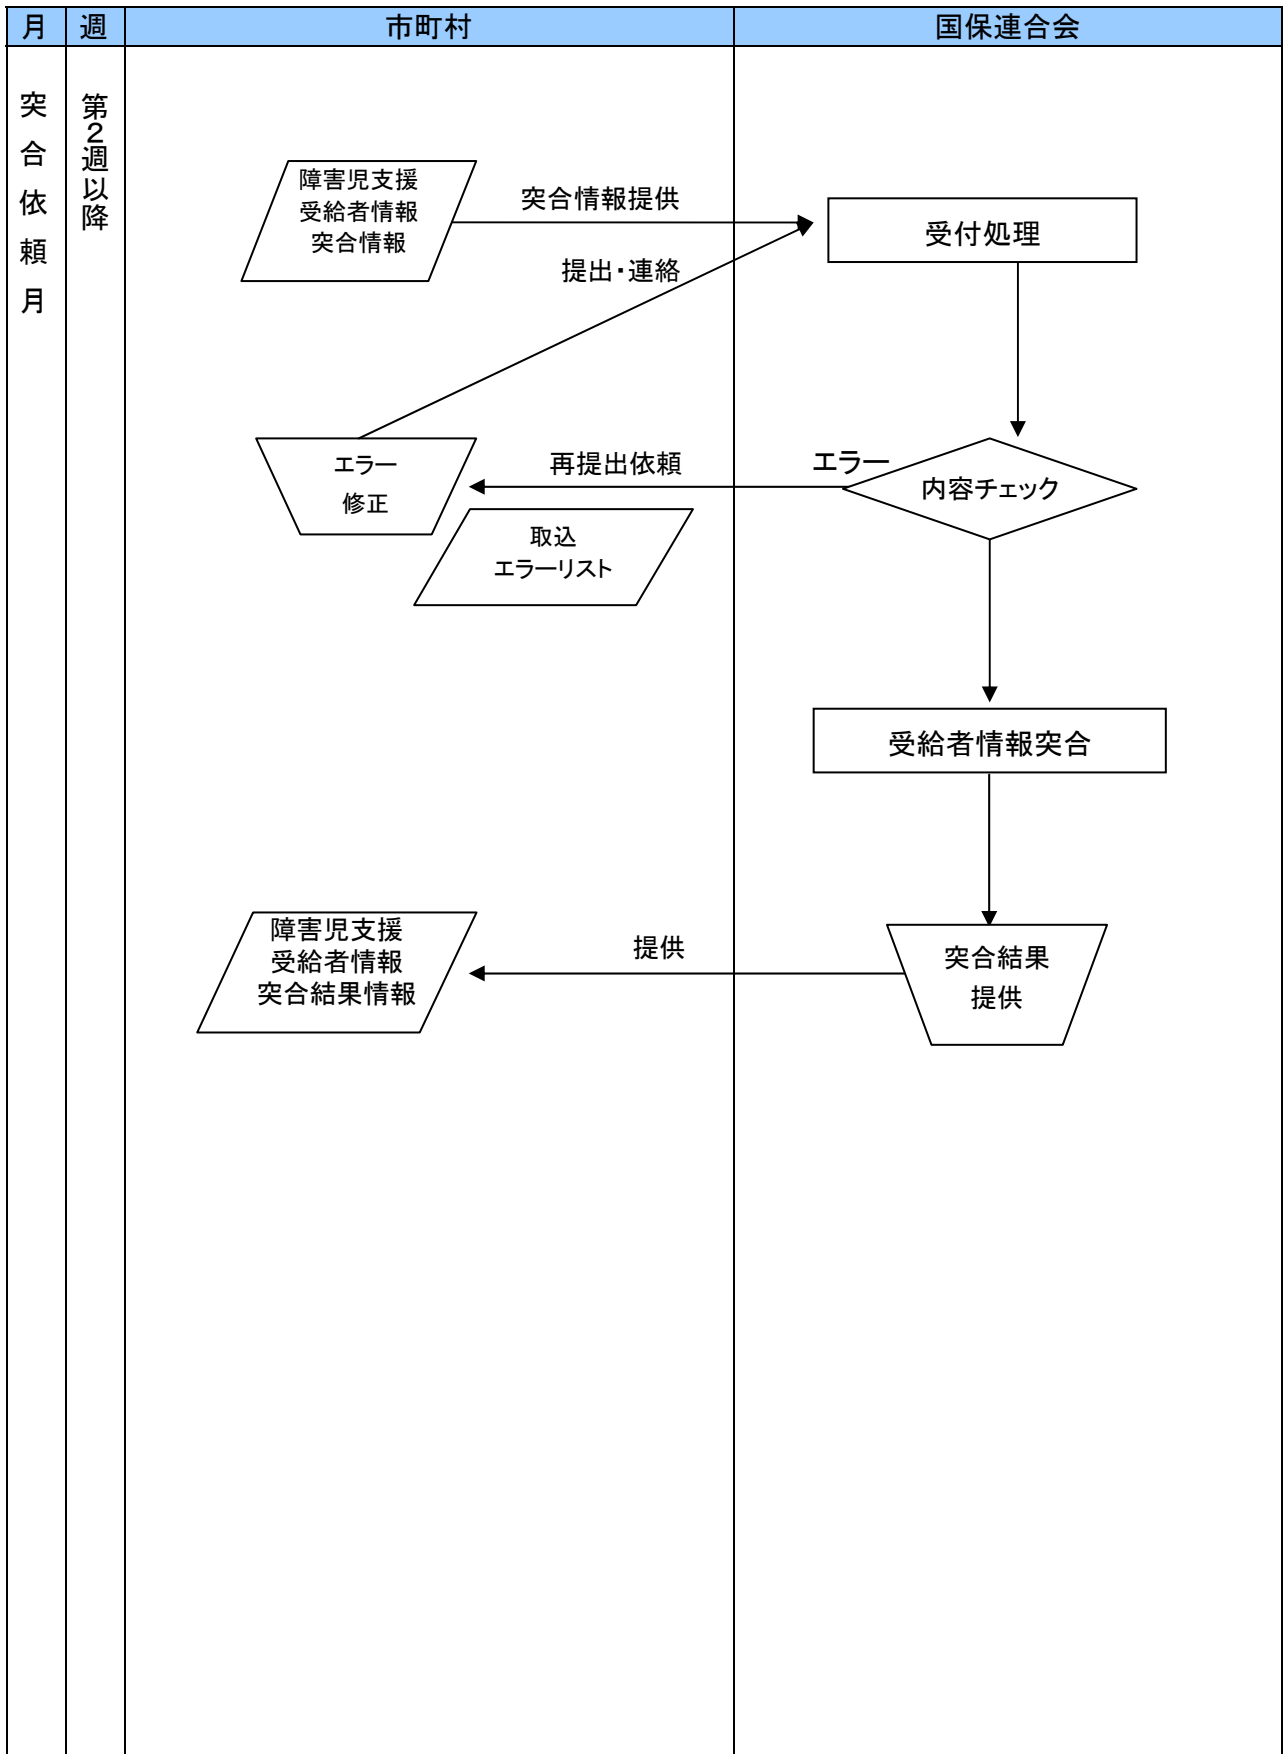 月 週 市町村 国保連合会
突合依頼月
第2週以降
障害児支援
受給者情報
突合情報
突合情報提供
受付処理
提出・連絡
エラー
修正
再提出依頼
エラー
内容チェック
取込
エラーリスト
受給者情報突合
障害児支援
受給者情報
突合結果情報
提供
突合結果
提供